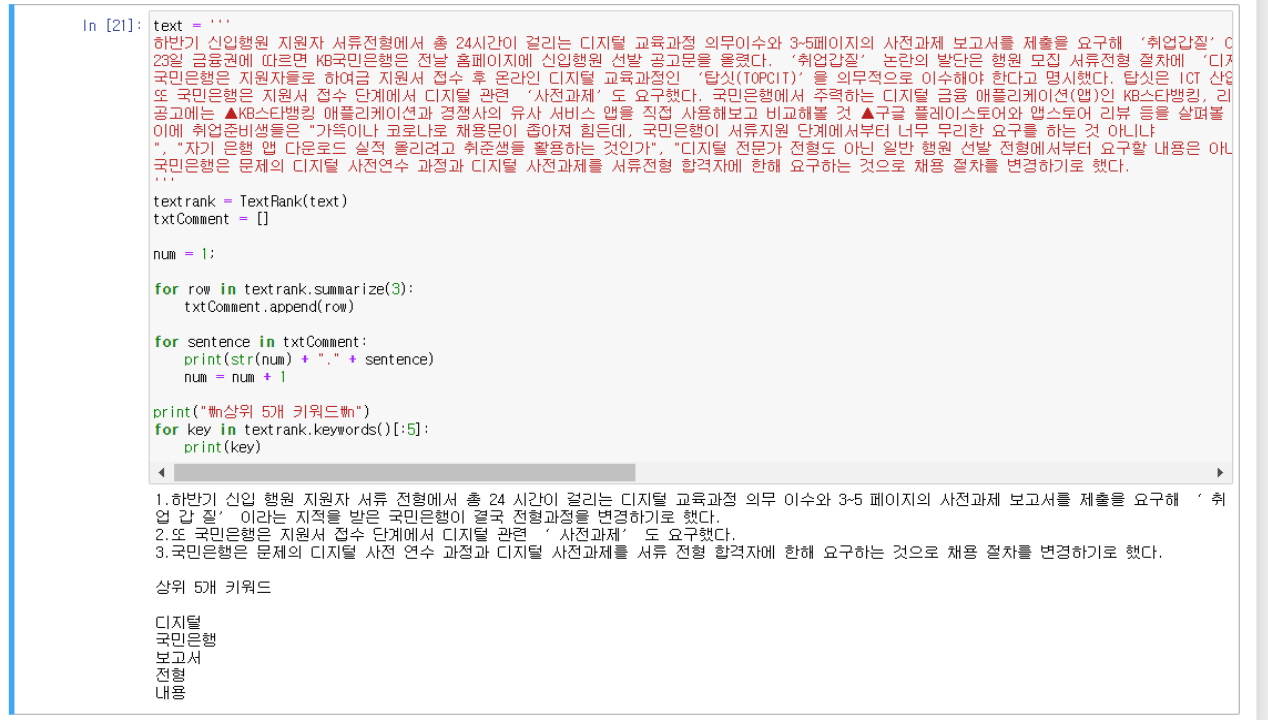 In [21]:
text = '''
하반기 신입행원 지원자 서류전형에서 총 24시간이 걸리는 디지털 교육과정 의무이수와 3~5페이지의 사전과제 보고서를 제출을 요구해 ‘취업갑질’
23일 금융권에 따르면 KB국민은행은 전날 홈페이지에 신입행원 선발 공고문을 올렸다. ‘취업갑질’ 논란의 발단은 행원 모집 서류전형 절차에 ‘디지
국민은행은 지원자들로 하여금 지원서 접수 후 온라인 디지털 교육과정인 ‘탑싯(TOPCIT)’을 의무적으로 이수해야 한다고 명시했다. 탑싯은 ICT 산업
또 국민은행은 지원서 접수 단계에서 디지털 관련 ‘사전과제’도 요구했다. 국민은행에서 주력하는 디지털 금융 애플리케이션(앱)인 KB스타뱅킹, 리
공고에는 ▲KB스타뱅킹 애플리케이션과 경쟁사의 유사 서비스 앱을 직접 사용해보고 비교해볼 것 ▲구글 플레이스토어와 앱스토어 리뷰 등을 살펴볼
이에 취업준비생들은 "가뜩이나 코로나로 채용문이 좁아져 힘든데, 국민은행이 서류지원 단계에서부터 너무 무리한 요구를 하는 것 아니냐
", "자기 은행 앱 다운로드 실적 올리려고 취준생을 활용하는 것인가", "디지털 전문가 전형도 아닌 일반 행원 선발 전형에서부터 요구할 내용은 아니
국민은행은 문제의 디지털 사전연수 과정과 디지털 사전과제를 서류전형 합격자에 한해 요구하는 것으로 채용 절차를 변경하기로 했다.
'''
textrank = TextRank(text)
txtComment = []
num = 1;
for row in textrank.summarize(3):
txtComment.append(row)
for sentence in txtComment:
print(str(num) + "." + sentence)
num = num + 1
print("₩n상위 5개 키워드₩n")
for key in textrank.keywords()[:5]:
print(key)
1.하반기 신입 행원 지원자 서류 전형에서 총 24 시간이 걸리는 디지털 교육과정 의무 이수와 3~5 페이지의 사전과제 보고서를 제출을 요구해 ‘ 취
업 갑 질’ 이라는 지적을 받은 국민은행이 결국 전형과정을 변경하기로 했다.
2.또 국민은행은 지원서 접수 단계에서 디지털 관련 ‘ 사전과제’ 도 요구했다.
3.국민은행은 문제의 디지털 사전 연수 과정과 디지털 사전과제를 서류 전형 합격자에 한해 요구하는 것으로 채용 절차를 변경하기로 했다.
상위 5개 키워드
디지털
국민은행
보고서
전형
내용